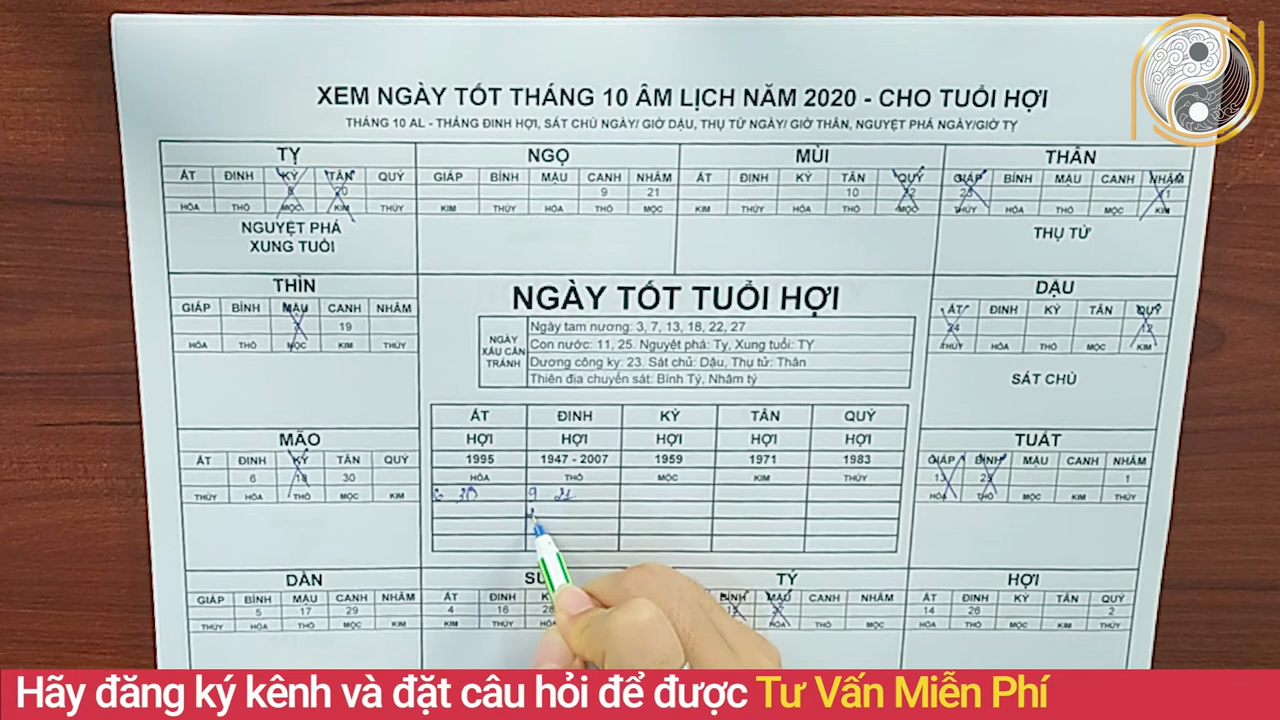 XEM NGÀY TỐT THÁNG 10 ÂM LỊCH NĂM 2020 - CHO TUỔI HỢI
THÁNG 10 AL - THÁNG ĐINH HỢI, SÁT CHỦ NGÀY/ GIỜ DẬU, THỤ TỬ NGÀY/ GIỜ THÂN, NGUYỆT PHÁ NGÀY/GIỜ TỴ
TỴ NGỌ MÙI THÂN
ẤT ĐINH KỶ TÂN QUÝ GIÁP BÍNH MẬU CANH NHÂM ẤT ĐINH KỶ TÂN QUÝ GIÁP BÍNH MẬU CANH NHÂM
8 20 9 21 10 22 23 11
HỎA THỔ MỘC KIM THỦY KIM THỦY HỎA THỔ MỘC KIM THỦY HỎA THỔ MỘC THỦY HỎA THỔ MỘC KIM
NGUYỆT PHÁ
XUNG TUỔI
THỤ TỬ
THÌN
GIÁP BÍNH MẬU CANH NHÂM
7 19
HỎA THỦY MỘC KIM THỦY
NGÀY TỐT TUỔI HỢI
NGÀY XẤU CẦN TRÁNH
Ngày tam nương: 3, 7, 13, 18, 22, 27
Con nước: 11, 25. Nguyệt phá: Tỵ, Xung tuổi: TỴ
Dương công kỵ: 23. Sát chủ: Dậu, Thụ tử: Thân
Thiên địa chuyển sát: Bính Tý, Nhâm tý
DẬU
ẤT ĐINH KỶ TÂN QUÝ
24 12
THỦY HỎA THỔ MỘC KIM
SÁT CHỦ
ẤT ĐINH KỶ TÂN QUÝ
HỢI HỢI HỢI HỢI HỢI
1995 1947 - 2007 1959 1971 1983
HỎA THỔ MỘC KIM THỦY
6 30 9 21
MÃO
ẤT ĐINH KỶ TÂN QUÝ
6 18 30
THỦY HỎA THỔ MỘC KIM
TUẤT
GIÁP BÍNH MẬU CANH NHÂM
13 25 1
HỎA THỔ MỘC KIM THỦY
DẦN TÝ HỢI
GIÁP BÍNH MẬU CANH NHÂM ẤT ĐINH BÍNH MẬU CANH NHÂM ẤT ĐINH KỶ TÂN QUÝ
5 17 29 4 16 28 14 26 2
THỦY HỎA THỔ MỘC KIM KIM THỦY HỎA HỎA THỔ MỘC THỦY THỔ MỘC KIM THỦY
Hãy đăng ký kênh và đặt câu hỏi để được Tư Vấn Miễn Phí